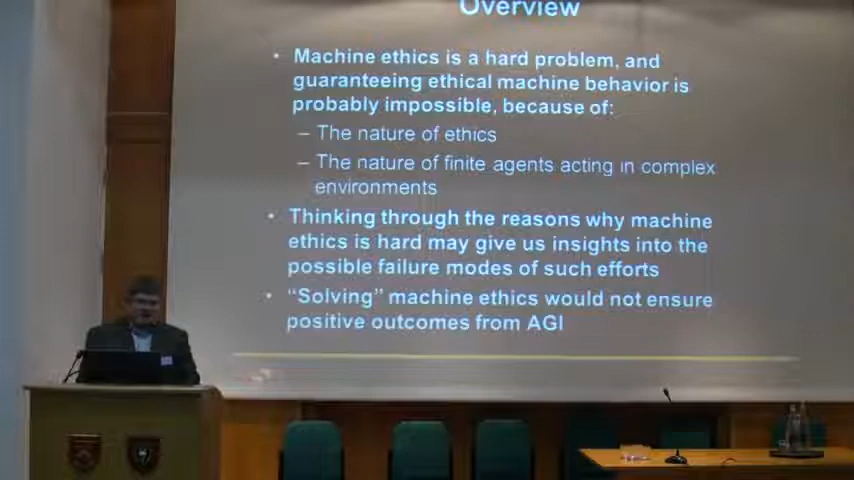 Overview
• Machine ethics is a hard problem, and
guaranteeing ethical machine behavior is
probably impossible, because of:
– The nature of ethics
– The nature of finite agents acting in complex
environments
• Thinking through the reasons why machine
ethics is hard may give us insights into the
possible failure modes of such efforts
• “Solving” machine ethics would not ensure
positive outcomes from AGI